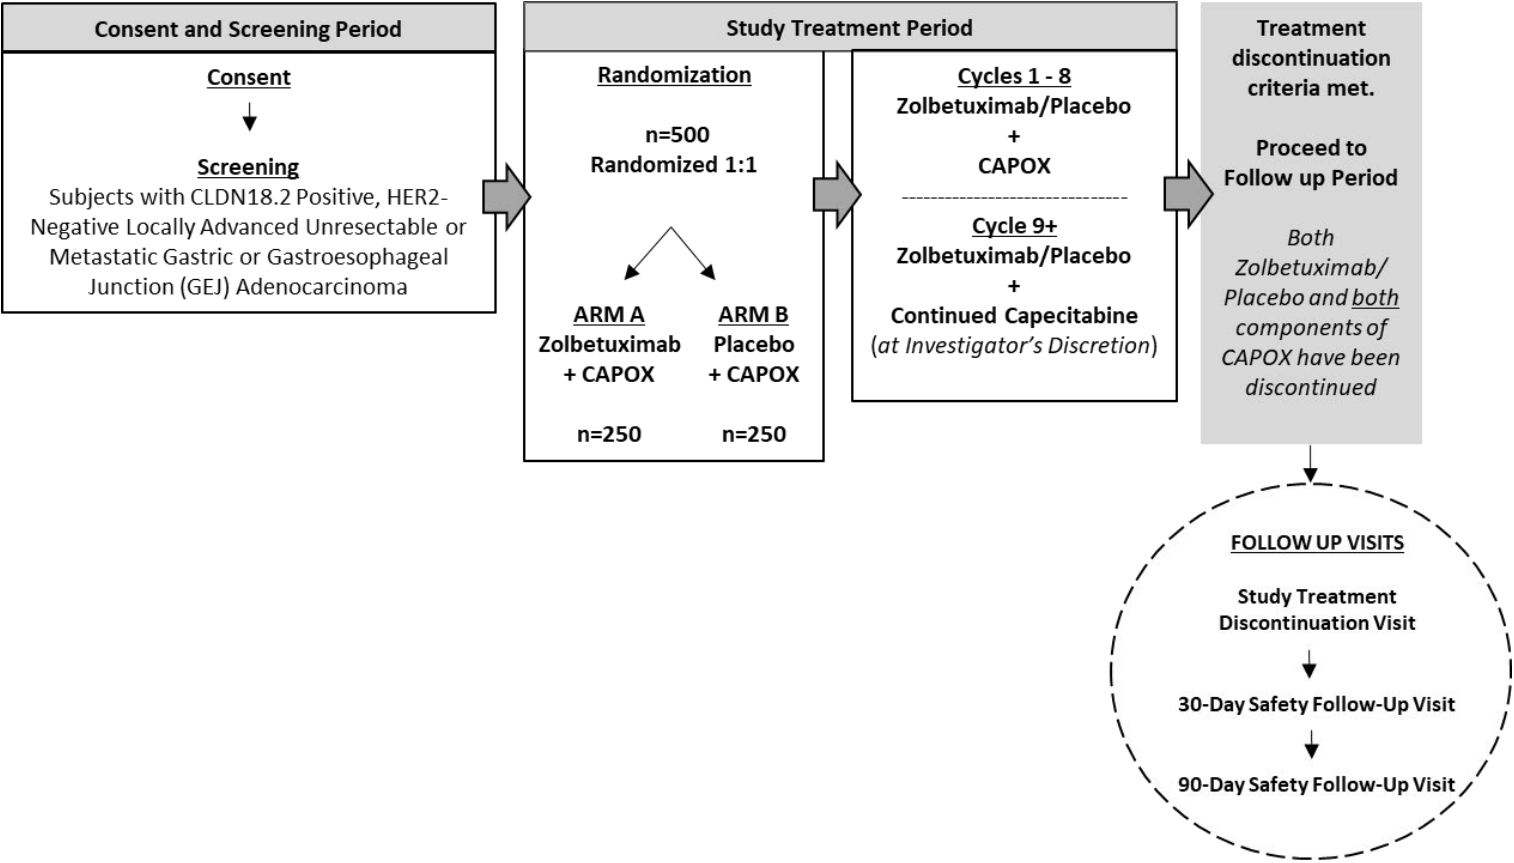 Consent and Screening Period
Consent
Screening
Subjects with CLDN18.2 Positive, HER2-
Negative Locally Advanced Unresectable or
Metastatic Gastric or Gastroesophageal
Junction (GEJ) Adenocarcinoma
Study Treatment Period
Randomization
n=500
Randomized 1:1
ARM A
Zolbetuximab
+ CAPOX
n=250
ARM B
Placebo
+ CAPOX
n=250
Cycles 1 - 8
Zolbetuximab/Placebo
+
CAPOX
Cycle 9+
Zolbetuximab/Placebo
+
Continued Capecitabine
(at Investigator's Discretion)
Treatment
discontinuation
criteria met.
Proceed to
Follow up Period
Both
Zolbetuximab/
Placebo and both
components of
CAPOX have been
discontinued
FOLLOW UP VISITS
Study Treatment
Discontinuation Visit
30-Day Safety Follow-Up Visit
90-Day Safety Follow-Up Visit